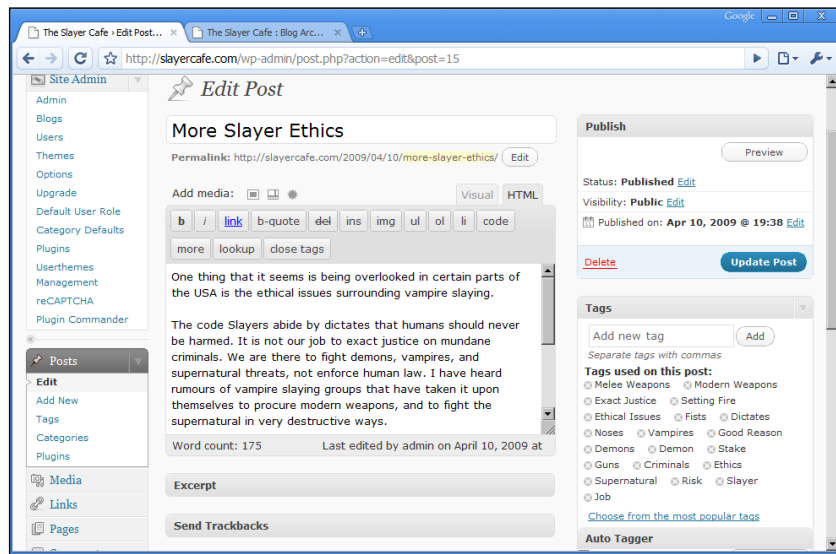 Google
The Slayer Cafe › Edit Post...
The Slayer Cafe : Blog Arc...
http://slayercafe.com/wp-admin/post.php?action=edit&post=15
Site Admin
Admin
Blogs
Users
Themes
Options
Upgrade
Default User Role
Category Defaults
Plugins
Userthemes
Management
reCAPTCHA
Plugin Commander
Posts
Edit
Add New
Tags
Categories
Plugins
Media
Links
Pages
Edit Post
More Slayer Ethics
Permalink: http://slayercafe.com/2009/04/10/more-slayer-ethics/ Edit
Add media:
Visual HTML
b i link b-quote del ins img ul ol li code
more lookup close tags
One thing that it seems is being overlooked in certain parts of
the USA is the ethical issues surrounding vampire slaying.
The code Slayers abide by dictates that humans should never
be harmed. It is not our job to exact justice on mundane
criminals. We are there to fight demons, vampires, and
supernatural threats, not enforce human law. I have heard
rumours of vampire slaying groups that have taken it upon
themselves to procure modern weapons, and to fight the
supernatural in very destructive ways.
Word count: 175 Last edited by admin on April 10, 2009 at
Excerpt
Send Trackbacks
Publish
Preview
Status: Published Edit
Visibility: Public Edit
Published on: Apr 10, 2009 @ 19:38 Edit
Delete Update Post
Tags
Add new tag Add
Separate tags with commas
Tags used on this post:
Melee Weapons Modern Weapons
Exact Justice Setting Fire
Ethical Issues Fists Dictates
Noses Vampires Good Reason
Demons Demon Stake
Guns Criminals Ethics
Supernatural Risk Slayer
Job
Choose from the most popular tags
Auto Tagger